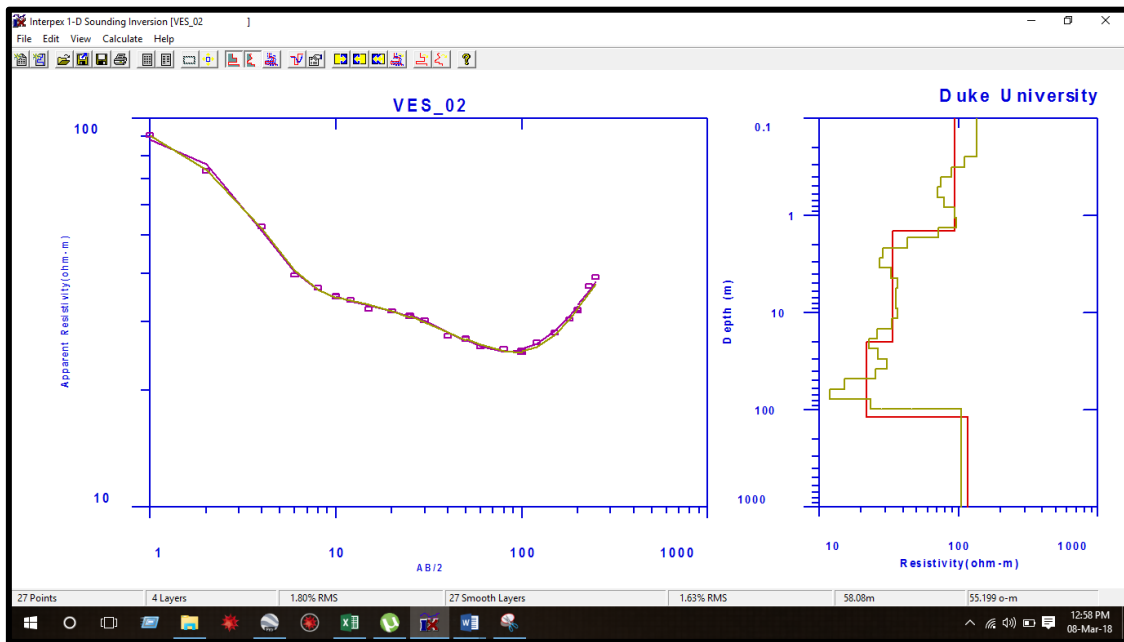 Interpex 1-D Sounding Inversion [VES_02 ]
File Edit View Calculate Help
VES_02
Duke University
100
10
Apparent Resistivity(ohm-m)
1 10 100 1000
AB/2
0.1
1
10
100
1000
Depth (m)
10 100 1000
Resistivity(ohm-m)
27 Points 4 Layers 1.80% RMS 27 Smooth Layers 1.63% RMS 58.08m 55.199 o-m
12:58 PM
08-Mar-18